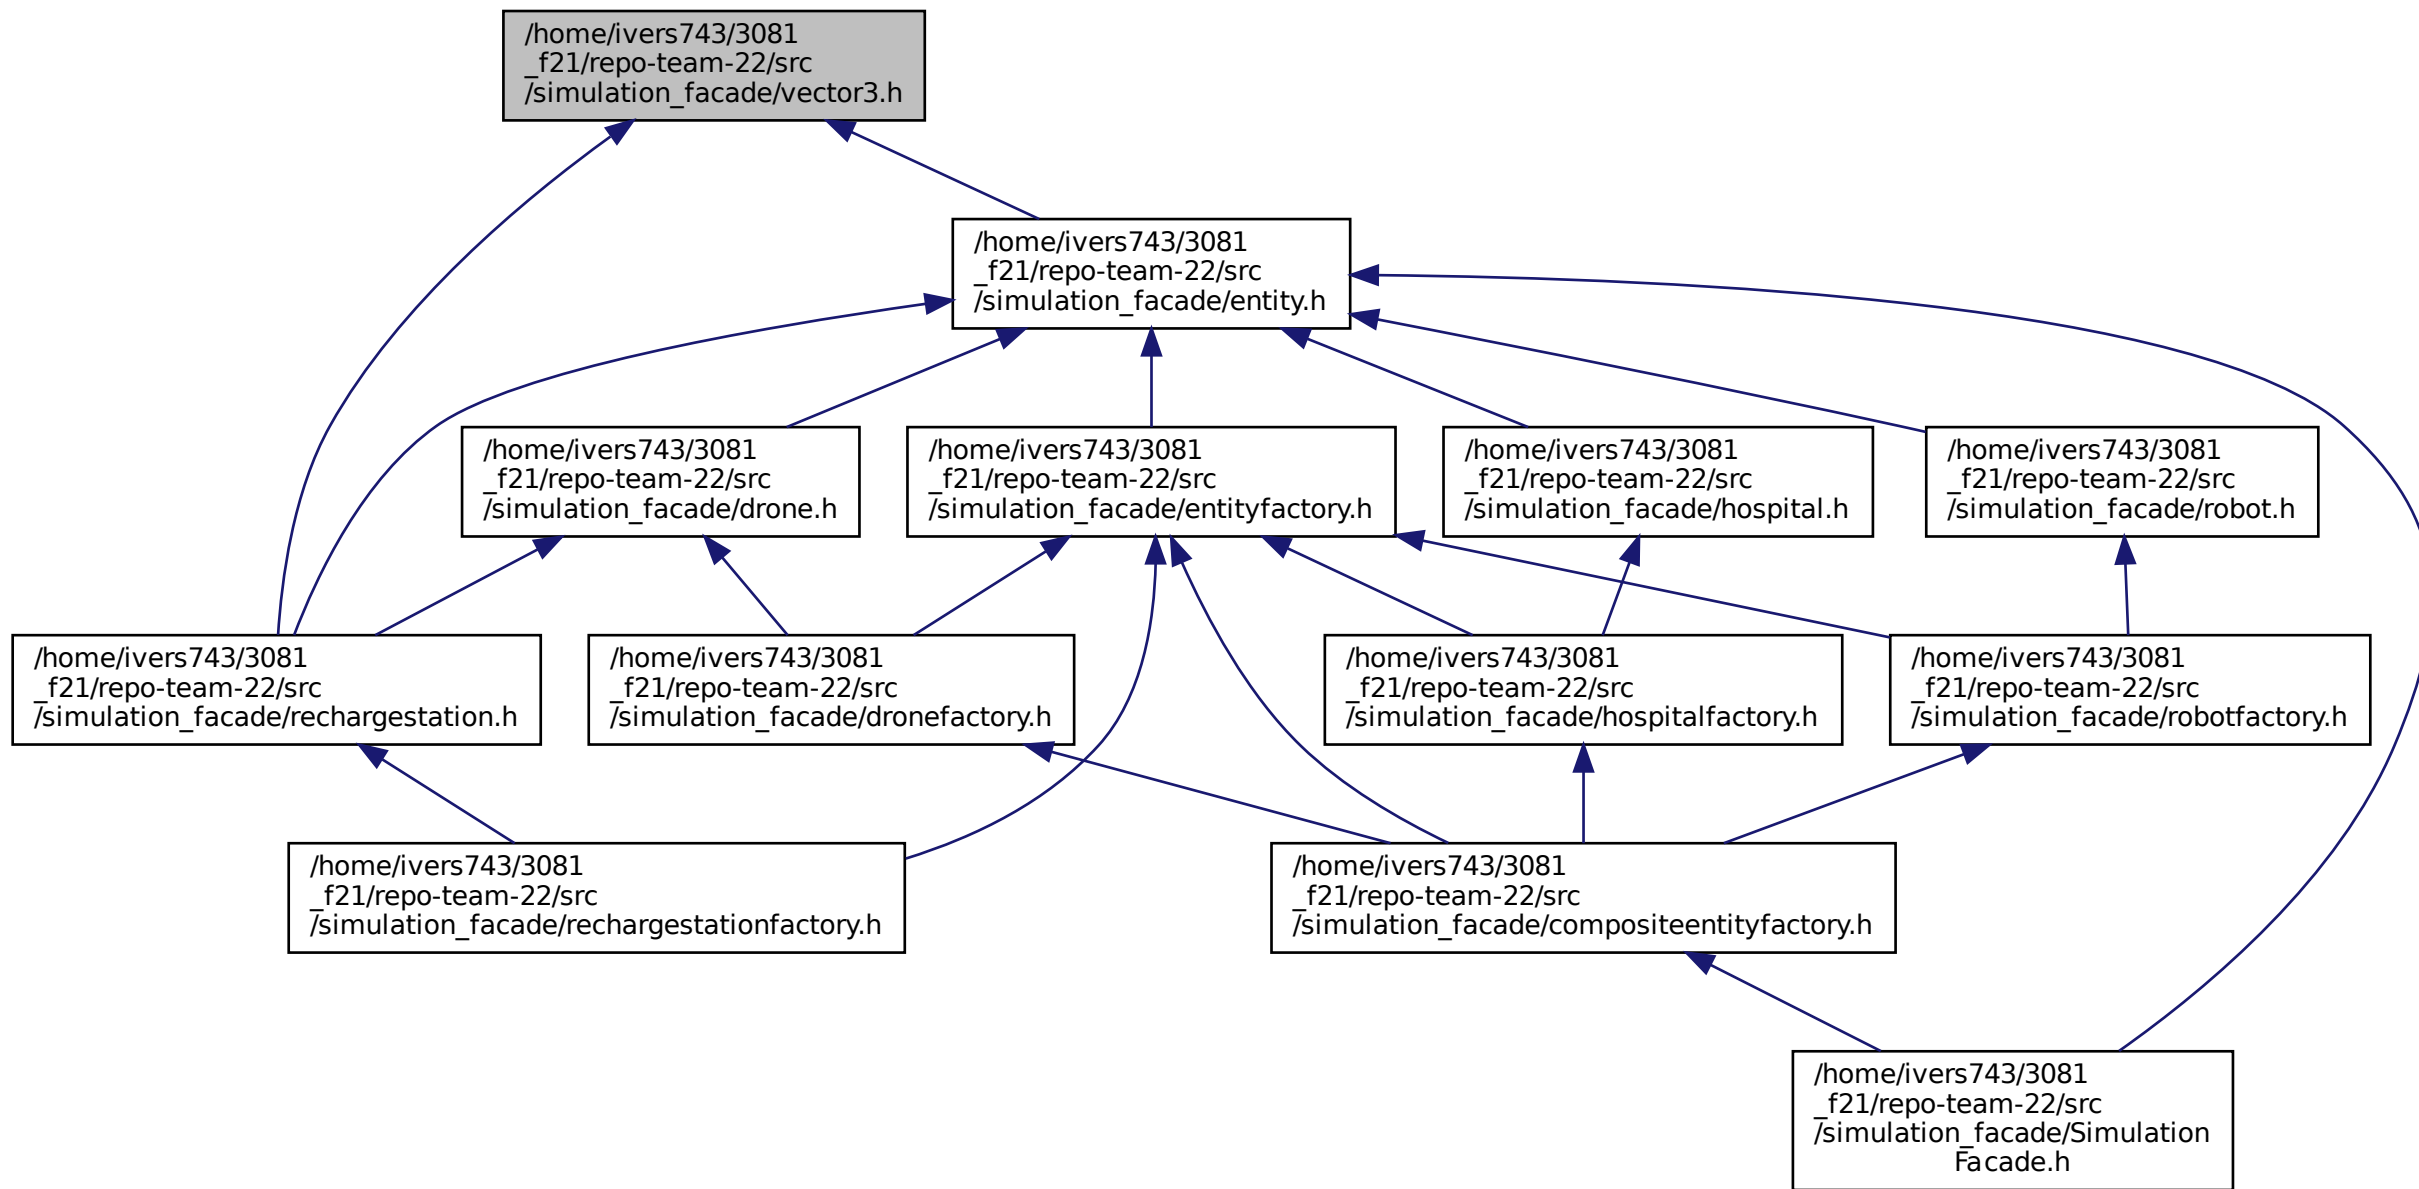 /home/ivers743/3081
_f21/repo-team-22/src
/simulation_facade/vector3.h
/home/ivers743/3081
_f21/repo-team-22/src
/simulation_facade/entity.h
/home/ivers743/3081
_f21/repo-team-22/src
/simulation_facade/drone.h
/home/ivers743/3081
_f21/repo-team-22/src
/simulation_facade/entityfactory.h
/home/ivers743/3081
_f21/repo-team-22/src
/simulation_facade/hospital.h
/home/ivers743/3081
_f21/repo-team-22/src
/simulation_facade/robot.h
/home/ivers743/3081
_f21/repo-team-22/src
/simulation_facade/rechargestation.h
/home/ivers743/3081
_f21/repo-team-22/src
/simulation_facade/dronefactory.h
/home/ivers743/3081
_f21/repo-team-22/src
/simulation_facade/hospitalfactory.h
/home/ivers743/3081
_f21/repo-team-22/src
/simulation_facade/robotfactory.h
/home/ivers743/3081
_f21/repo-team-22/src
/simulation_facade/rechargestationfactory.h
/home/ivers743/3081
_f21/repo-team-22/src
/simulation_facade/compositeentityfactory.h
/home/ivers743/3081
_f21/repo-team-22/src
/simulation_facade/Simulation
Facade.h